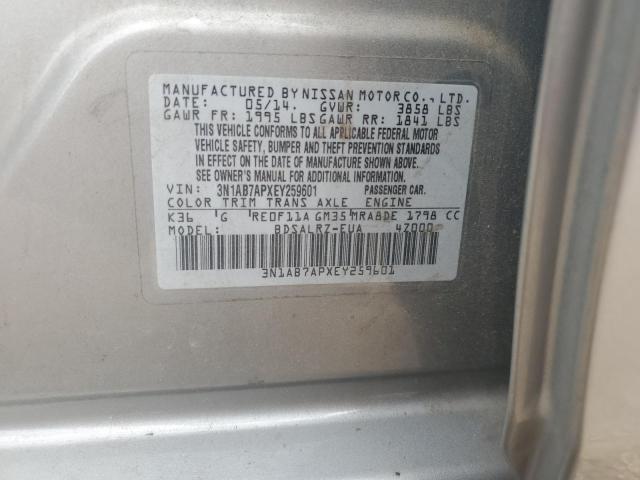 MANUFACTURED BY NISSAN MOTOR CO., LTD.
DATE: 05/14. GVWR: 3858 LBS
GAWR FR: 1995 LBS GAWR RR: 1841 LBS
THIS VEHICLE CONFORMS TO ALL APPLICABLE FEDERAL MOTOR
VEHICLE SAFETY, BUMPER AND THEFT PREVENTION STANDARDS
IN EFFECT ON THE DATE OF MANUFACTURE SHOWN ABOVE.
SEE OWNER'S MANUAL FOR ADDITIONAL INFORMATION.
VIN: 3N1AB7APXEY259601 PASSENGER CAR.
COLOR TRIM TRANS AXLE ENGINE
K36 G RE0F11A GM35 MRA8DE 1798 CC
MODEL: BDSALRZ-EUA 4Z000
3N1AB7APXEY259601